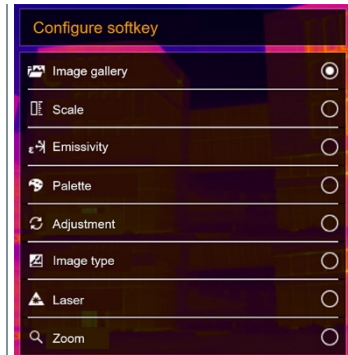 Configure softkey
Image gallery
Scale
Emissivity
Palette
Adjustment
Image type
Laser
Zoom